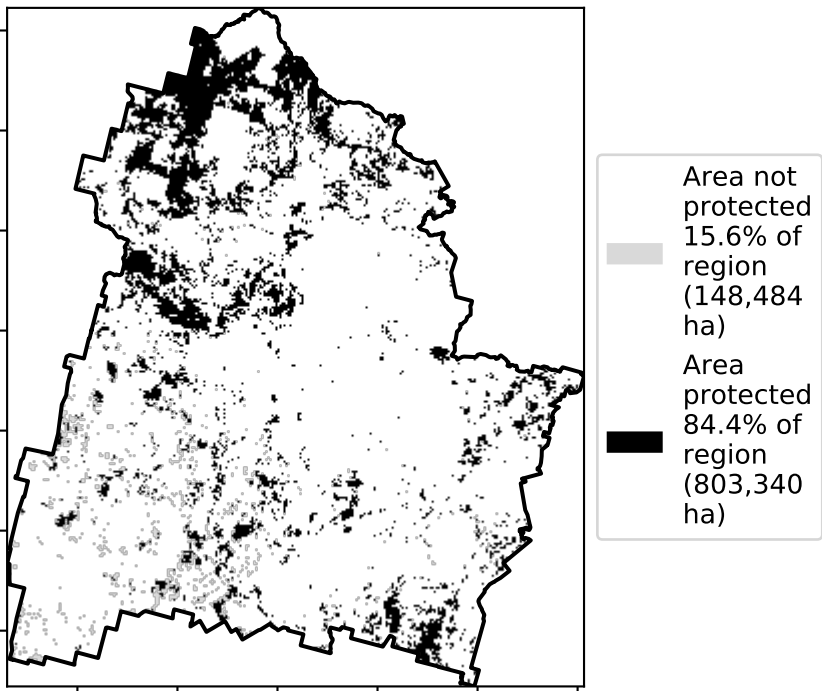 Area not
protected
15.6% of
region
(148,484
ha)
Area
protected
84.4% of
region
(803,340
ha)